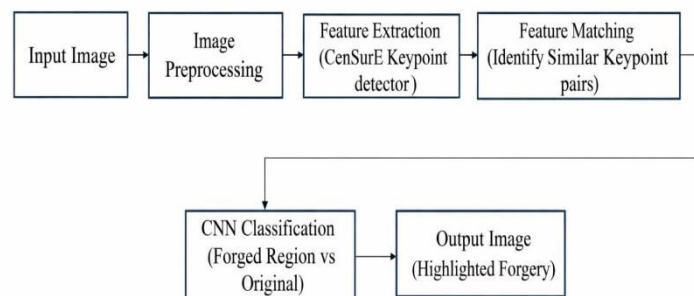 Input Image
Image
Preprocessing
Feature Extraction
(CenSurE Keypoint
detector)
Feature Matching
(Identify Similar Keypoint
pairs)
CNN Classification
(Forged Region vs
Original)
Output Image
(Highlighted Forgery)